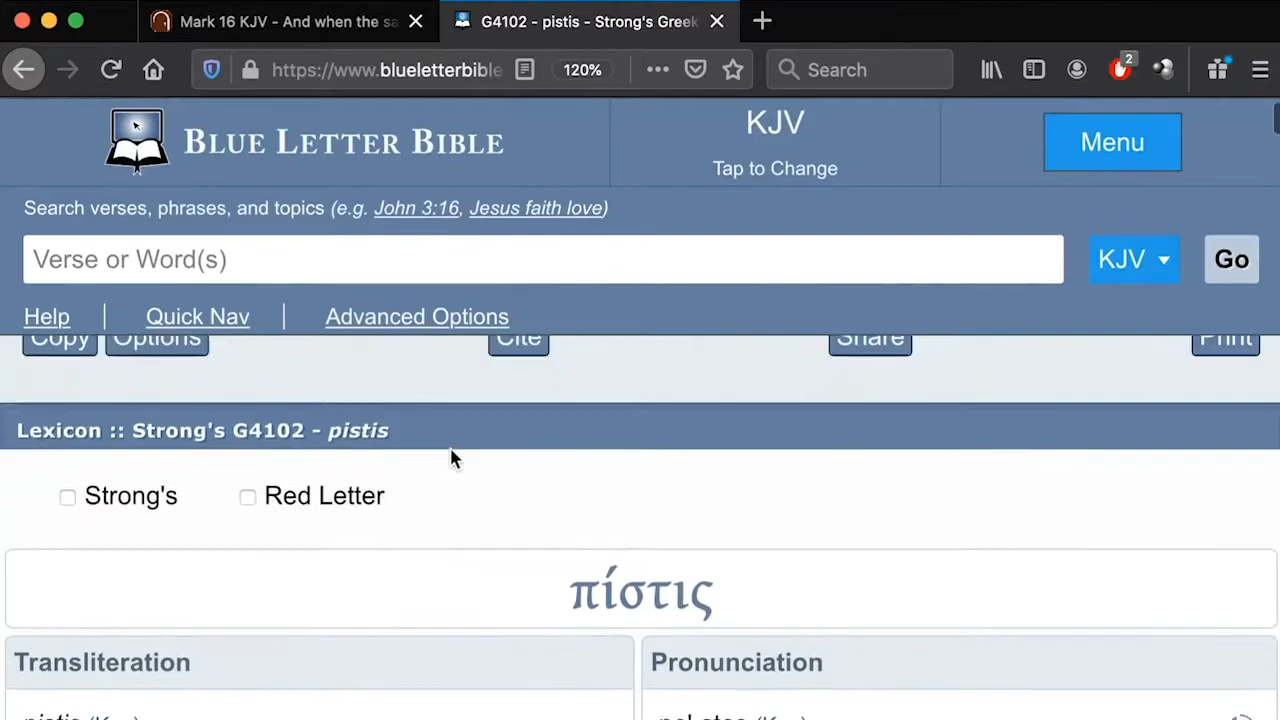 Mark 16 KJV - And when the sa
G4102 - pistis - Strong's Greek
https://www.blueletterbible
120%
Search
2
BLUE LETTER BIBLE
KJV
Tap to Change
Menu
Search verses, phrases, and topics (e.g. John 3:16, Jesus faith love)
Verse or Word(s)
KJV
Go
Help
Quick Nav
Advanced Options
Copy
Options
Cite
Share
Print
Lexicon :: Strong's G4102 - pistis
Strong's
Red Letter
πίστις
Transliteration
Pronunciation
pistis (Key)